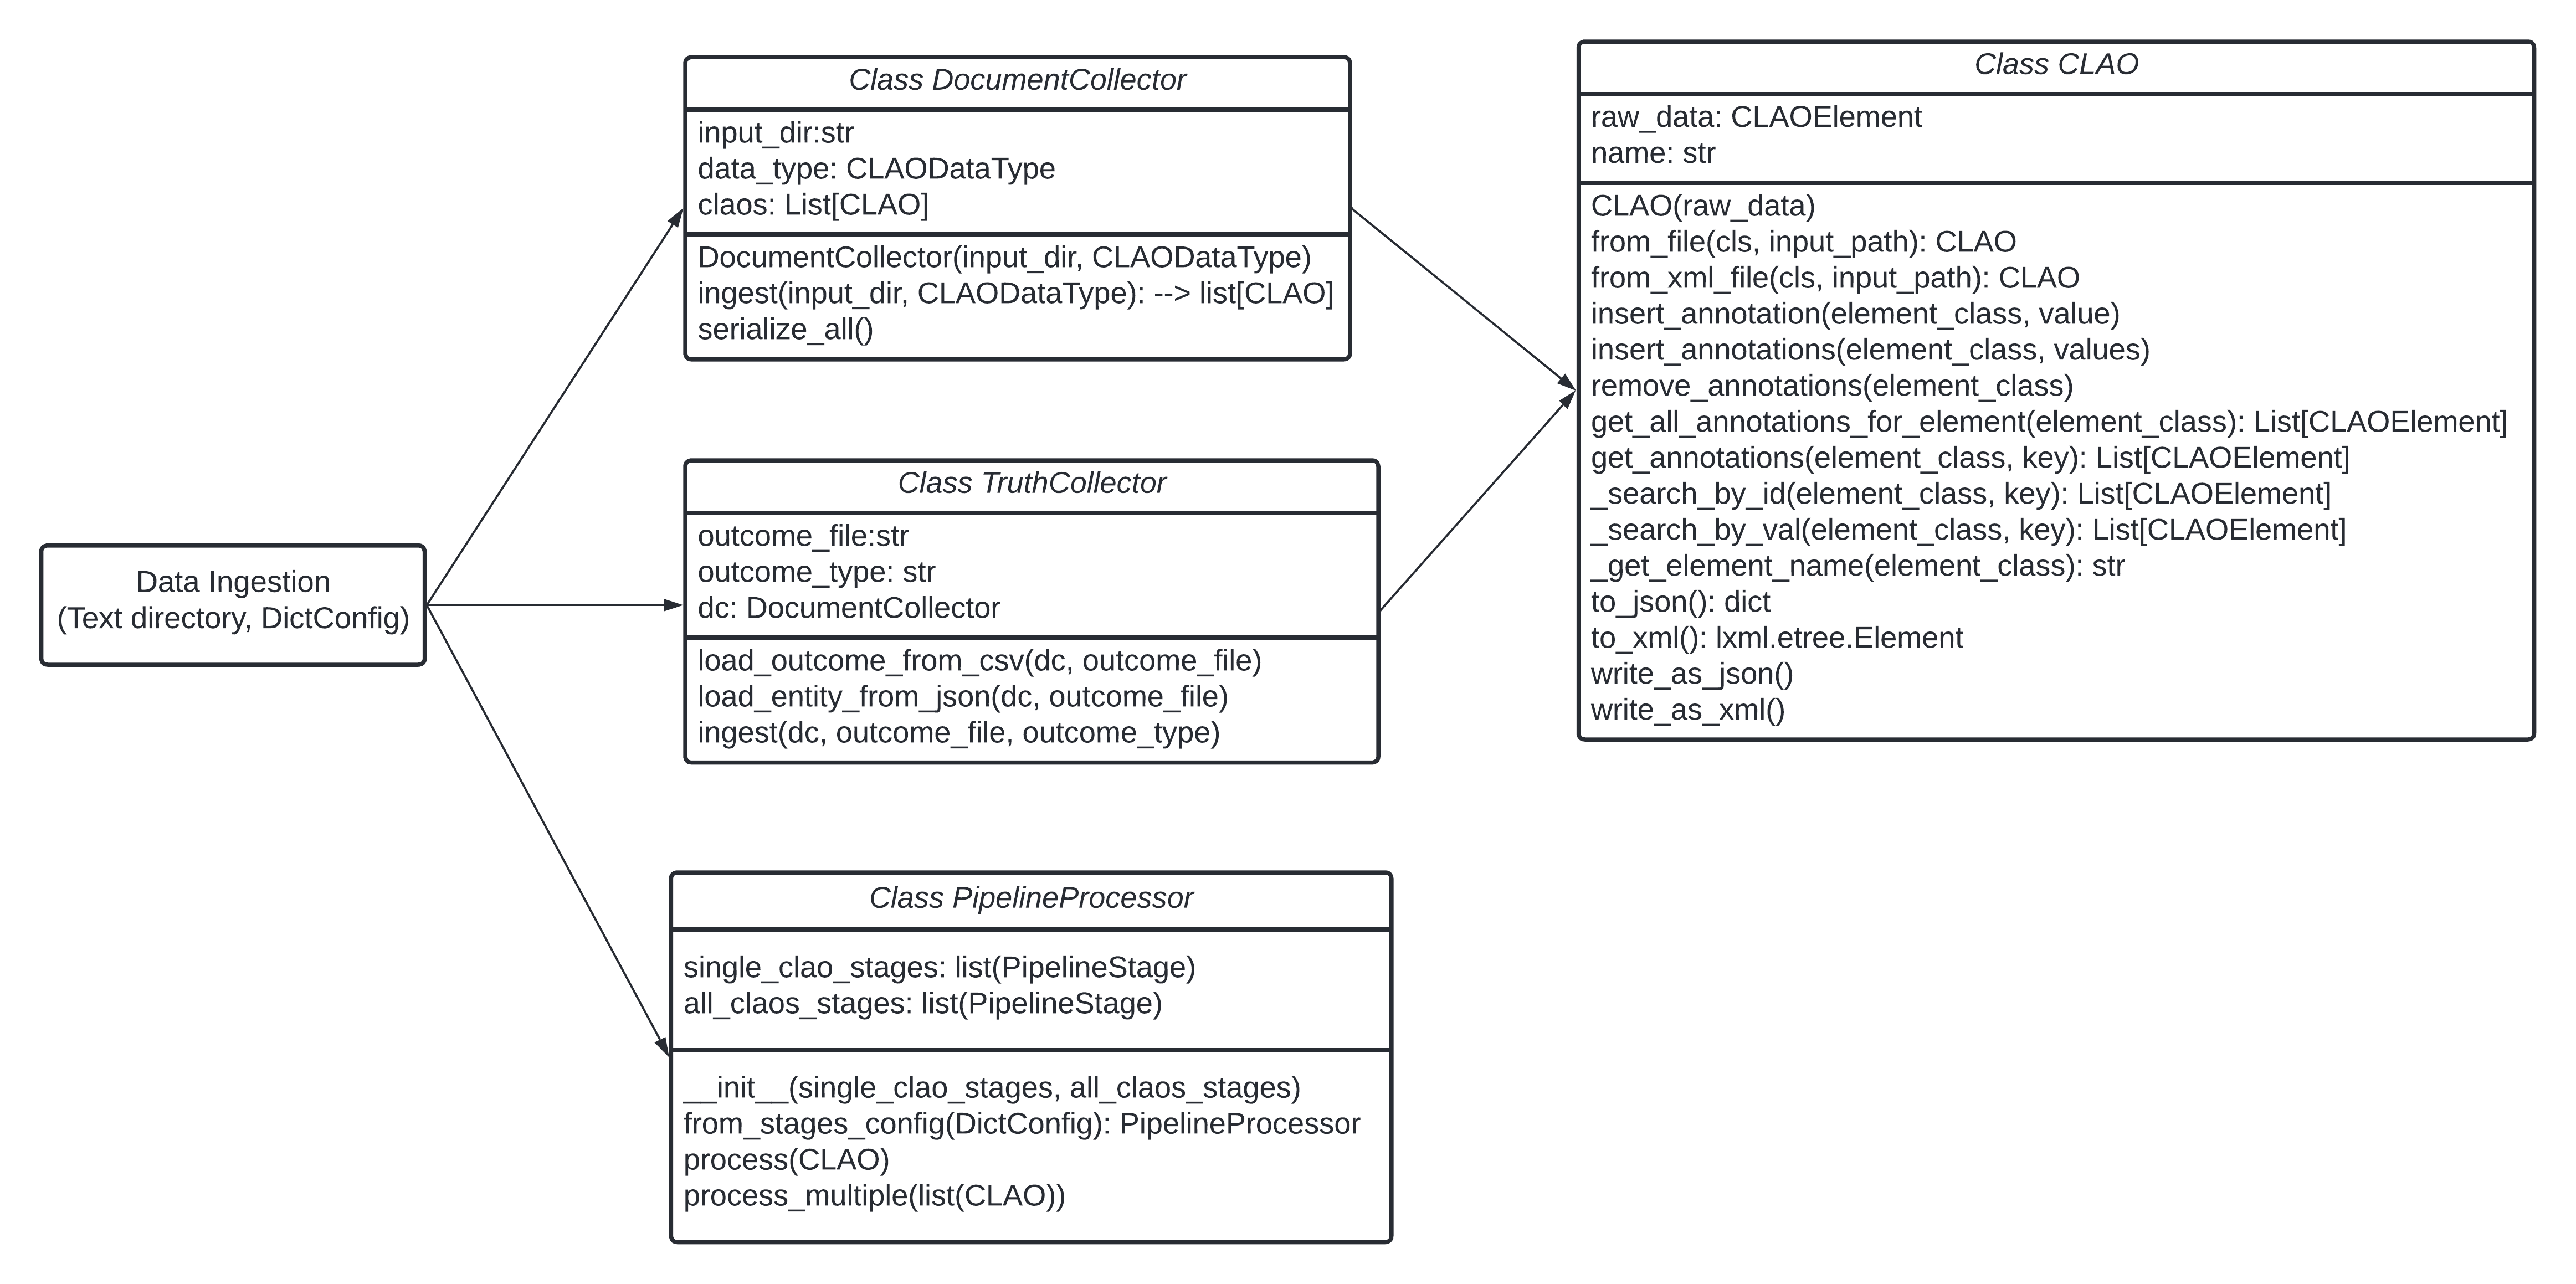 Data Ingestion
(Text directory, DictConfig)
Class DocumentCollector
input_dir:str
data_type: CLAODataType
claos: List[CLAO]
DocumentCollector(input_dir, CLAODataType)
ingest(input_dir, CLAODataType): --> list[CLAO]
serialize_all()
Class TruthCollector
outcome_file:str
outcome_type: str
dc: DocumentCollector
load_outcome_from_csv(dc, outcome_file)
load_entity_from_json(dc, outcome_file)
ingest(dc, outcome_file, outcome_type)
Class PipelineProcessor
single_clao_stages: list(PipelineStage)
all_claos_stages: list(PipelineStage)
__init__(single_clao_stages, all_claos_stages)
from_stages_config(DictConfig): PipelineProcessor
process(CLAO)
process_multiple(list(CLAO))
Class CLAO
raw_data: CLAOElement
name: str
CLAO(raw_data)
from_file(cls, input_path): CLAO
from_xml_file(cls, input_path): CLAO
insert_annotation(element_class, value)
insert_annotations(element_class, values)
remove_annotations(element_class)
get_all_annotations_for_element(element_class): List[CLAOElement]
get_annotations(element_class, key): List[CLAOElement]
_search_by_id(element_class, key): List[CLAOElement]
_search_by_val(element_class, key): List[CLAOElement]
_get_element_name(element_class): str
to_json(): dict
to_xml(): lxml.etree.Element
write_as_json()
write_as_xml()